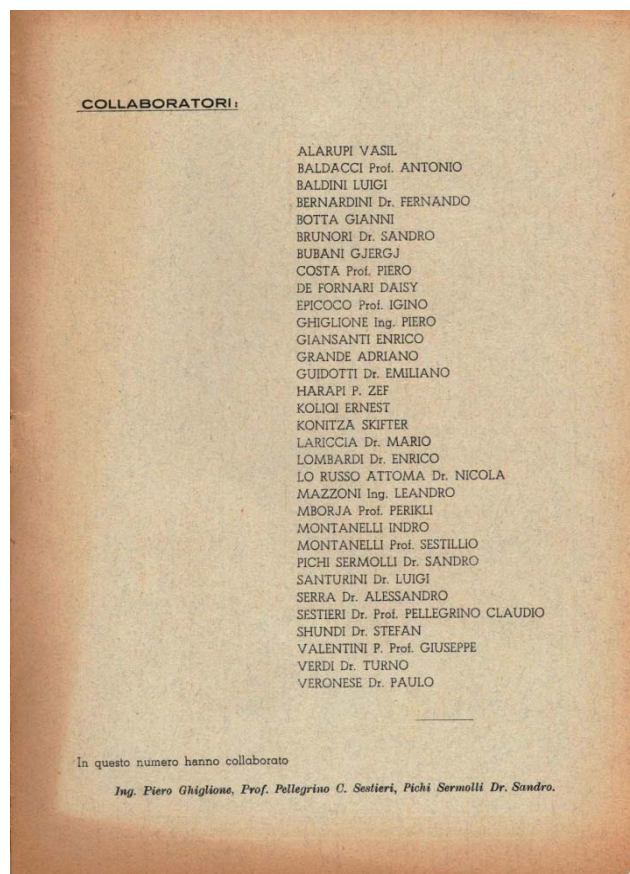 COLLABORATORI:
ALARUPI VASIL
BALDACCI Prof. ANTONIO
BALDINI LUIGI
BERNARDINI Dr. FERNANDO
BOTTA GIANNI
BRUNORI Dr. SANDRO
BUBANI GJERGJ
COSTA Prof. PIERO
DE FORNARI DAISY
EPICOCO Prof. IGINO
GHIGLIONE Ing. PIERO
GIANSANTI ENRICO
GRANDE ADRIANO
GUIDOTTI Dr. EMILIANO
HARAPI P. ZEF
KOLIQI ERNEST
KONITZA SKIFTER
LARICCIA Dr. MARIO
LOMBARDI Dr. ENRICO
LO RUSSO ATTOMA Dr. NICOLA
MAZZONI Ing. LEANDRO
MBORJA Prof. PERIKLI
MONTANELLI INDRO
MONTANELLI Prof. SESTILLIO
PICHI SERMOLLI Dr. SANDRO
SANTURINI Dr. LUIGI
SERRA Dr. ALESSANDRO
SESTIERI Dr. Prof. PELLEGRINO CLAUDIO
SHUNDI Dr. STEFAN
VALENTINI P. Prof. GIUSEPPE
VERDI Dr. TURNO
VERONESE Dr. PAULO
In questo numero hanno collaborato
Ing. Piero Ghiglione, Prof. Pellegrino C. Sestieri, Pichi Sermolli Dr. Sandro.